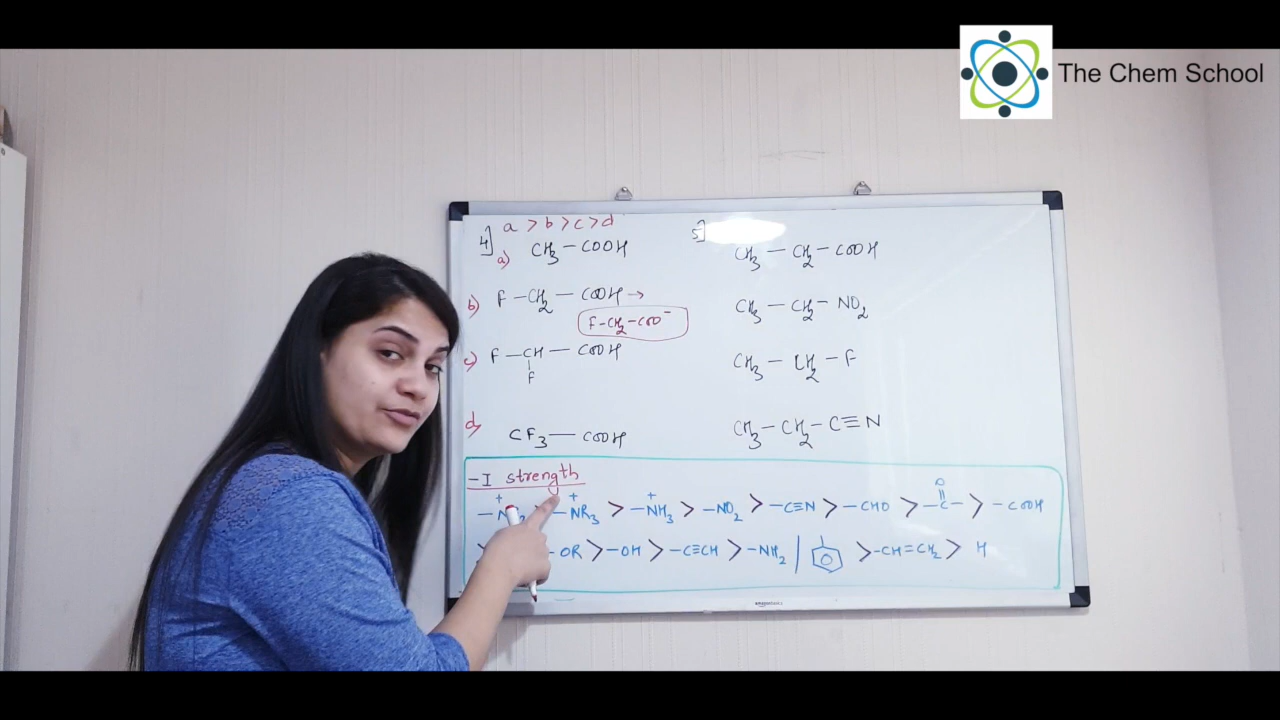 The Chem School
4] a > b > c > d
a) CH₃ — COOH
b) F — CH₂ — COOH →
F-CH₂-COO⁻
c) F — CH — COOH
F
d) CF₃ — COOH
5]
CH₃ — CH₂ — COOH
CH₃ — CH₂ — NO₂
CH₃ — CH₂ — F
CH₃ — CH₂ — C≡N
-I strength
+ + + O
> -NR₃ > -NH₃ > -NO₂ > -C≡N > -CHO > -C- > -COOH
> -OR > -OH > -C≡CH > -NH₂ | > -CH=CH₂ > H